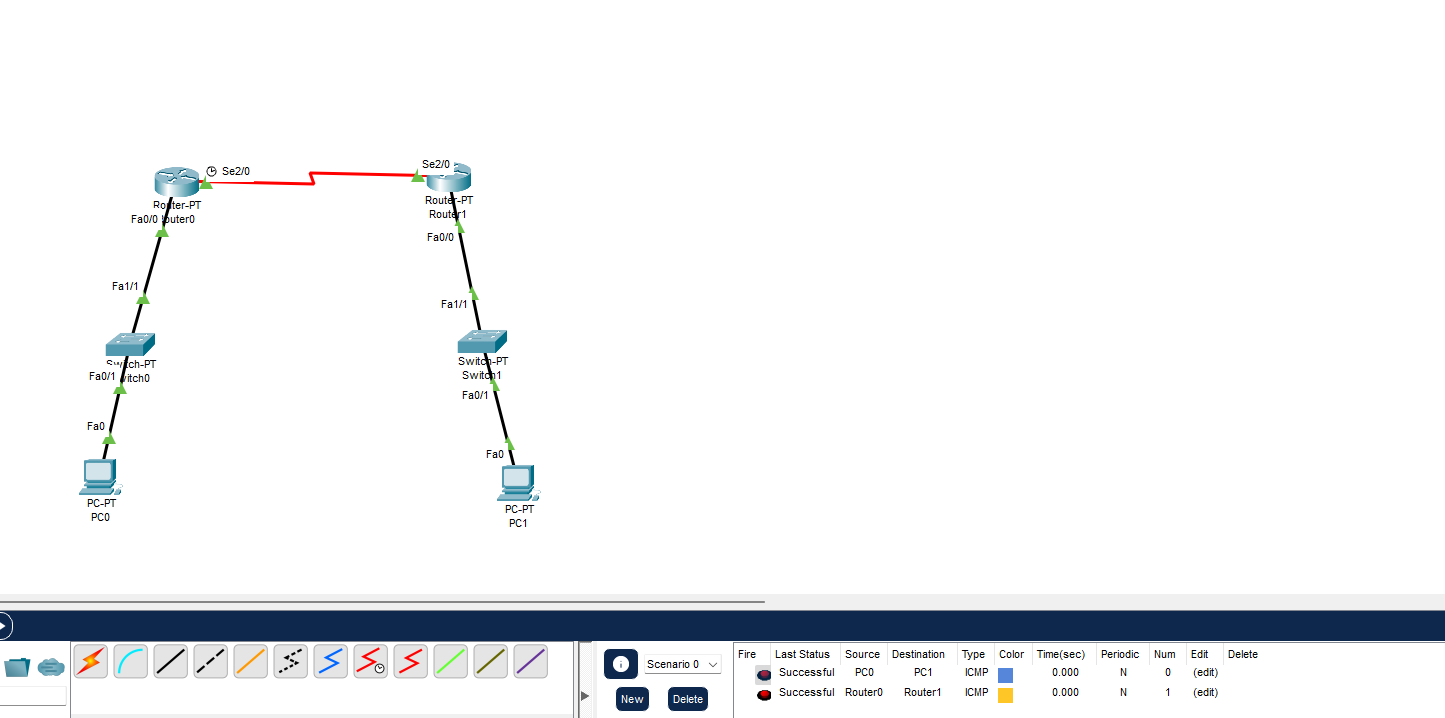 Se2/0
Se2/0
Router-PT
Fa0/0 outer0
Router-PT
Router1
Fa0/0
Fa1/1
Fa1/1
Switch-PT
Fa0/1 witch0
Switch-PT
Switch1
Fa0/1
Fa0
Fa0
PC-PT
PC0
PC-PT
PC1
Scenario 0
New Delete
Fire Last Status Source Destination Type Color Time(sec) Periodic Num Edit Delete
Successful PC0 PC1 ICMP 0.000 N 0 (edit)
Successful Router0 Router1 ICMP 0.000 N 1 (edit)